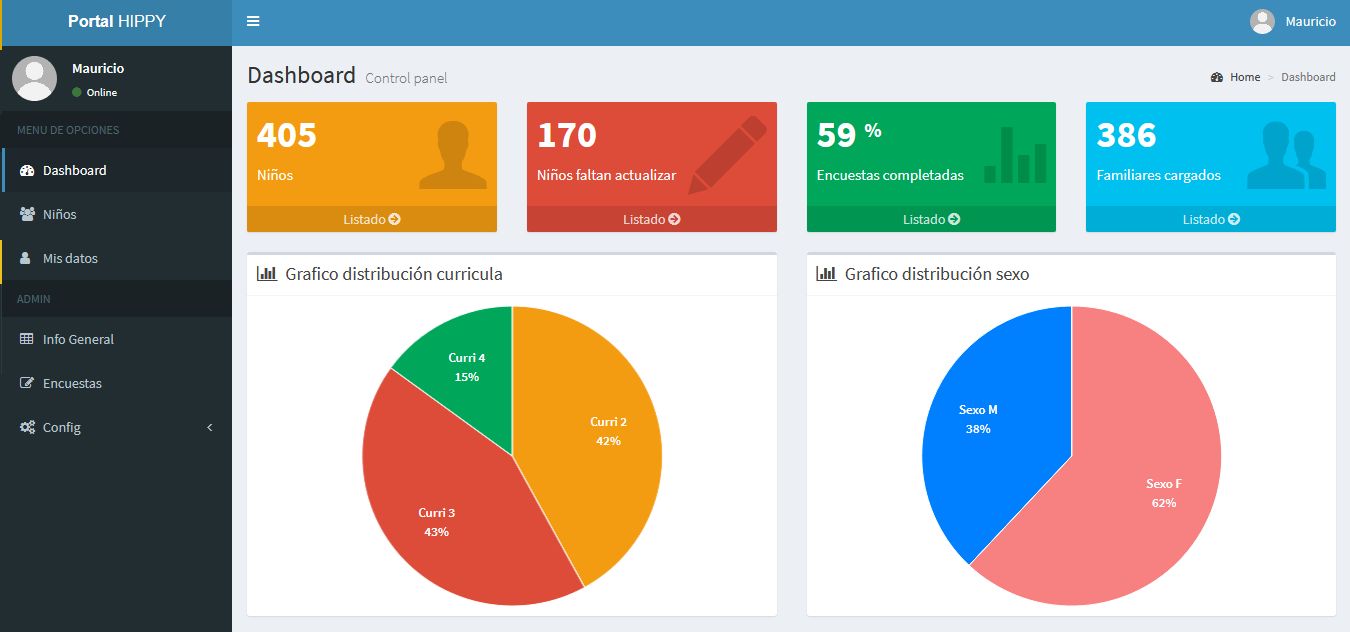 Portal HIPPY
Mauricio
Mauricio
Online
MENU DE OPCIONES
Dashboard
Niños
Mis datos
ADMIN
Info General
Encuestas
Config
Dashboard Control panel
Home > Dashboard
405
Niños
Listado
170
Niños faltan actualizar
Listado
59 %
Encuestas completadas
Listado
386
Familiares cargados
Listado
Grafico distribución curricula
Curri 4
15%
Curri 2
42%
Curri 3
43%
Grafico distribución sexo
Sexo M
38%
Sexo F
62%